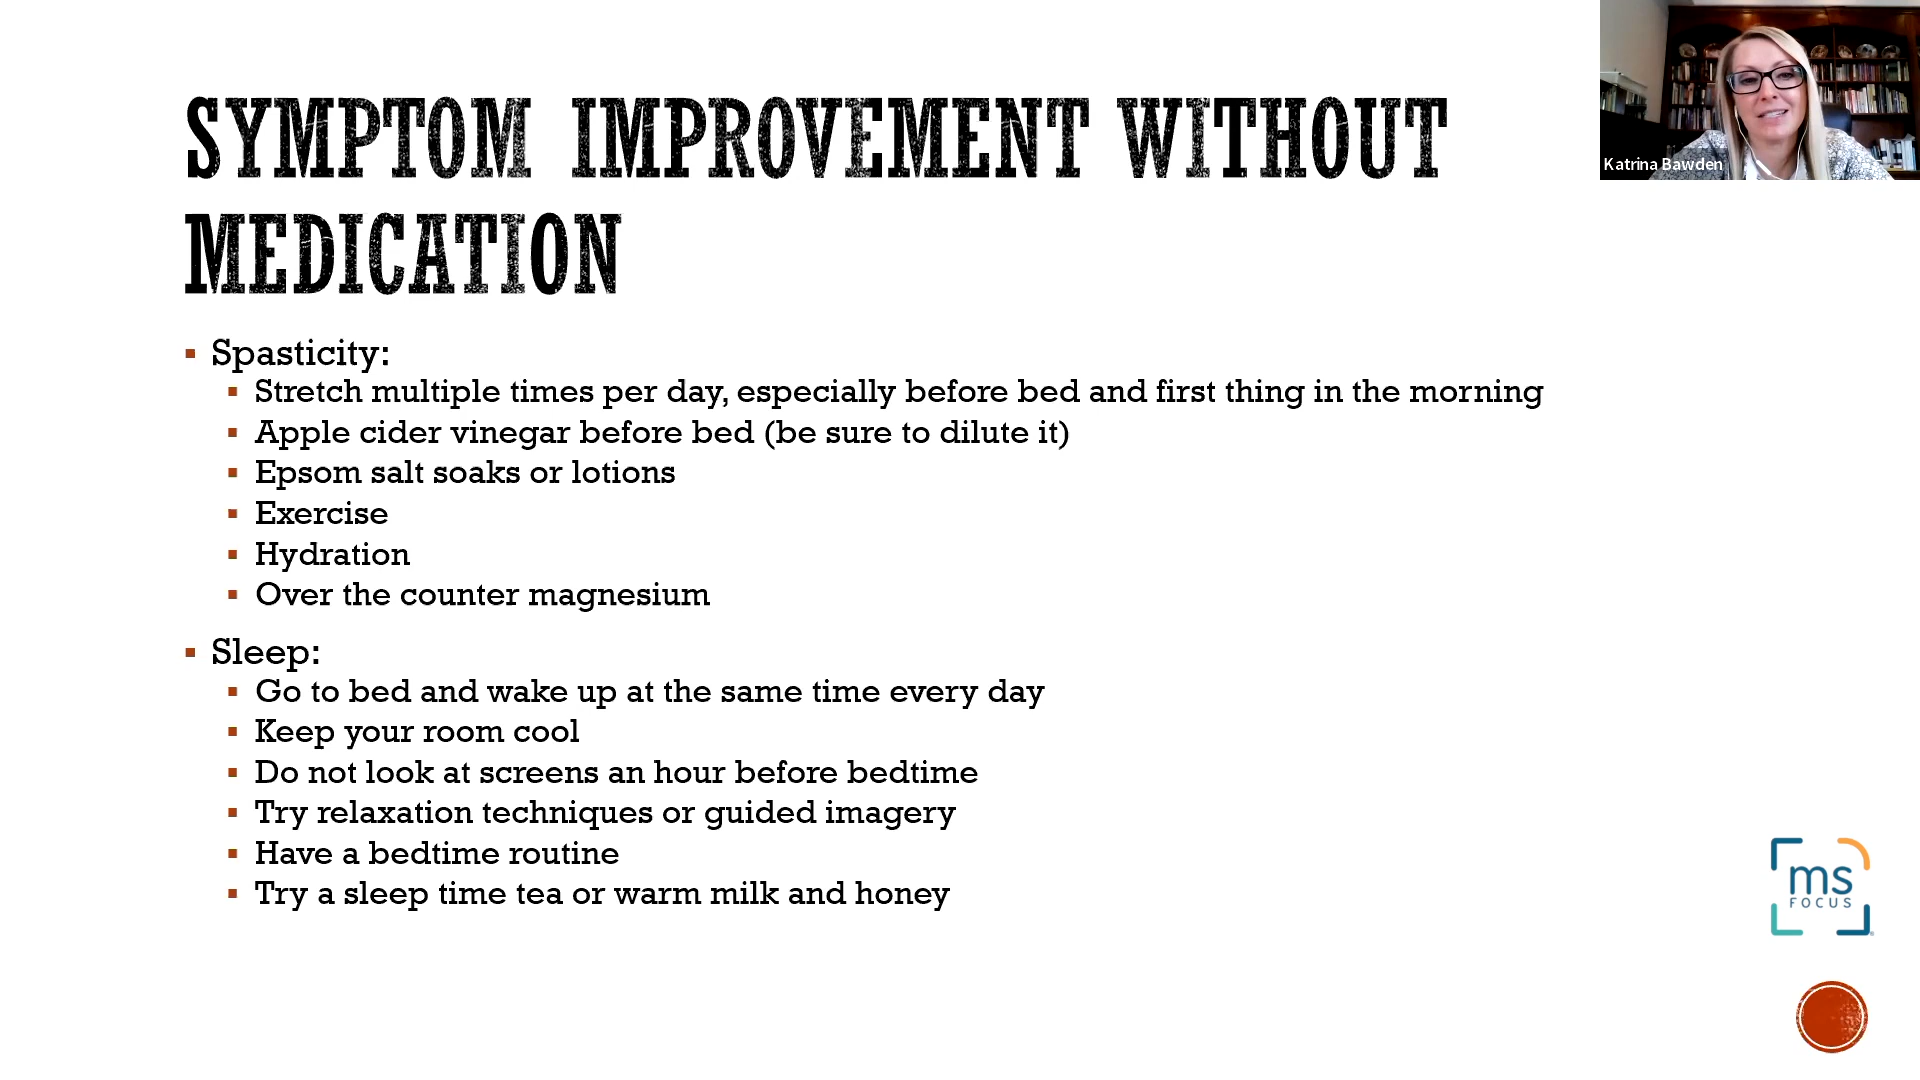 SYMPTOM IMPROVEMENT WITHOUT
MEDICATION
Katrina Bawden
Spasticity:
Stretch multiple times per day, especially before bed and first thing in the morning
Apple cider vinegar before bed (be sure to dilute it)
Epsom salt soaks or lotions
Exercise
Hydration
Over the counter magnesium
Sleep:
Go to bed and wake up at the same time every day
Keep your room cool
Do not look at screens an hour before bedtime
Try relaxation techniques or guided imagery
Have a bedtime routine
Try a sleep time tea or warm milk and honey
ms
FOCUS